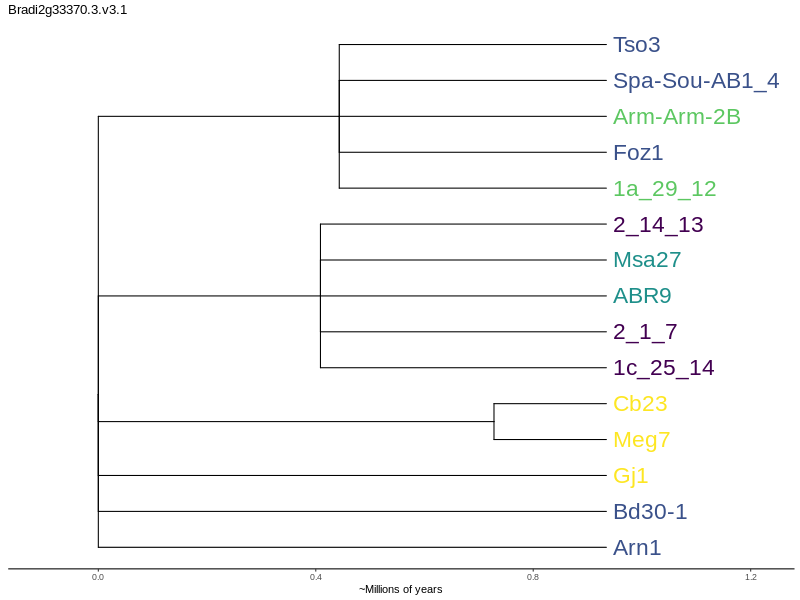 Bradi2g33370.3.v3.1
Tso3
Spa-Sou-AB1_4
Arm-Arm-2B
Foz1
1a_29_12
2_14_13
Msa27
ABR9
2_1_7
1c_25_14
Cb23
Meg7
Gj1
Bd30-1
Arn1
0.0 0.4 0.8 1.2
~Millions of years